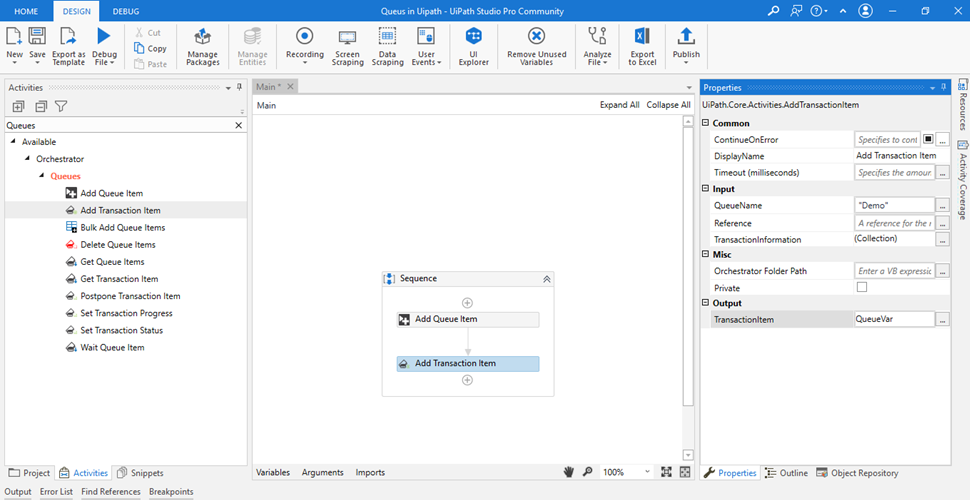 HOME DESIGN DEBUG Queus in Uipath - UiPath Studio Pro Community
New Save Export as Template Debug File Cut Copy Paste Manage Packages Manage Entities Recording Screen Scraping Data Scraping User Events UI Explorer Remove Unused Variables Analyze File Export to Excel Publish
Activities
Queues
Available
Orchestrator
Queues
Add Queue Item
Add Transaction Item
Bulk Add Queue Items
Delete Queue Items
Get Queue Items
Get Transaction Item
Postpone Transaction Item
Set Transaction Progress
Set Transaction Status
Wait Queue Item
Project Activities Snippets
Main *
Main Expand All Collapse All
Sequence
Add Queue Item
Add Transaction Item
Variables Arguments Imports 100%
Properties
UiPath.Core.Activities.AddTransactionItem
Common
ContinueOnError Specifies to cont ...
DisplayName Add Transaction Item
Timeout (milliseconds) Specifies the amour ...
Input
QueueName "Demo" ...
Reference A reference for the r ...
TransactionInformation (Collection) ...
Misc
Orchestrator Folder Path Enter a VB expressic ...
Private
Output
TransactionItem QueueVar ...
Properties Outline Object Repository
Resources
Activity Coverage
Output Error List Find References Breakpoints